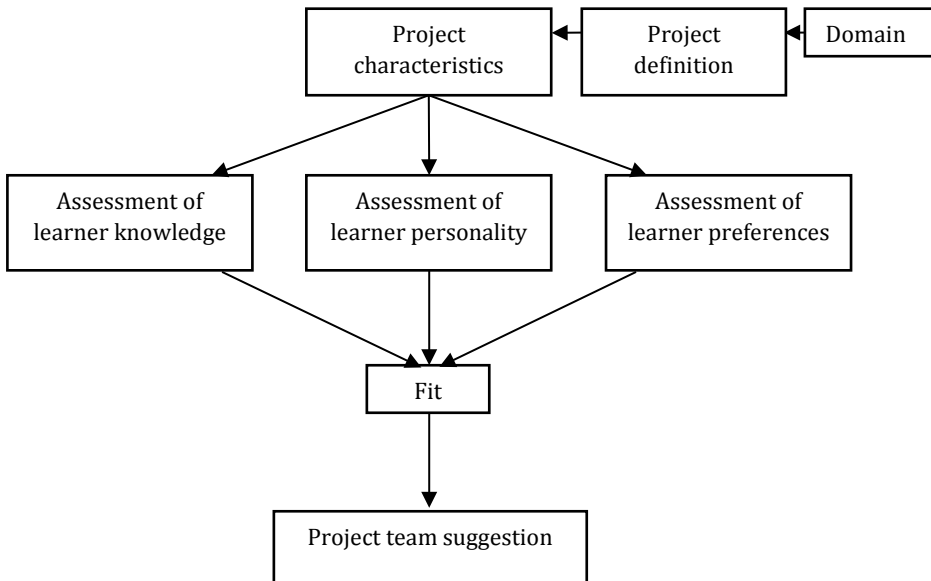 Project
characteristics
Project
definition
Domain
Assessment of
learner knowledge
Assessment of
learner personality
Assessment of
learner preferences
Fit
Project team suggestion